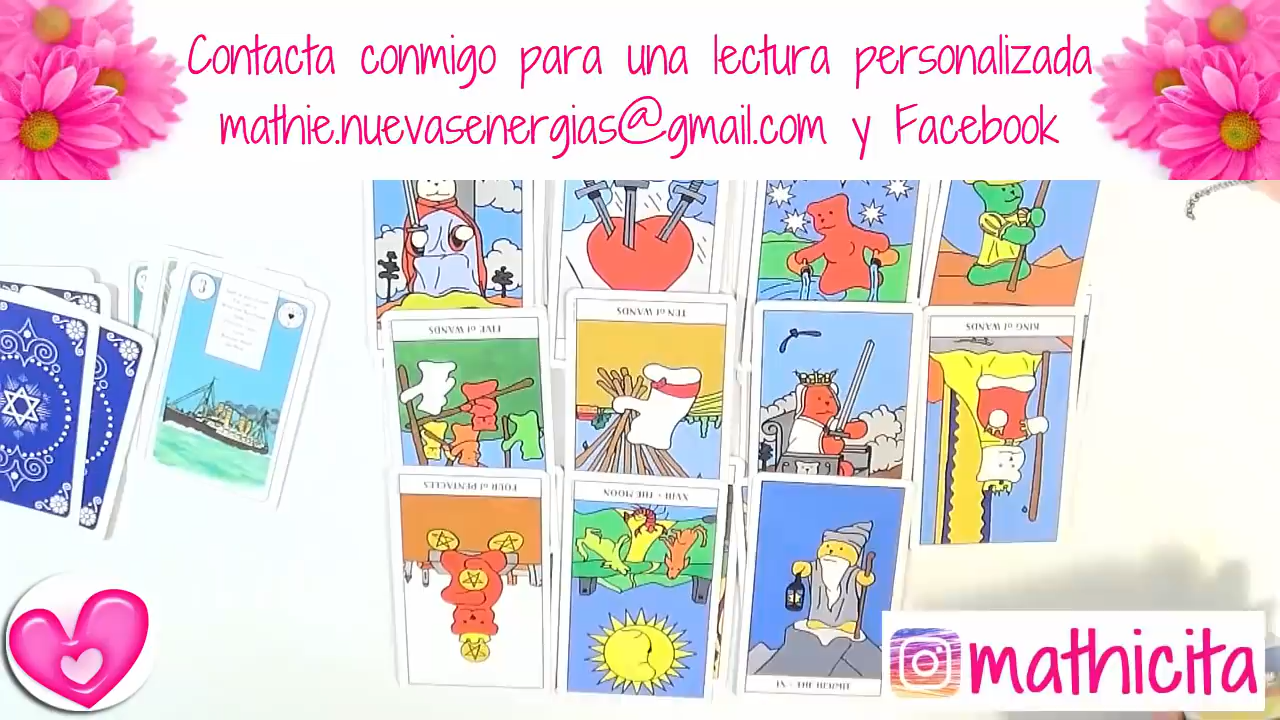 Contacta conmigo para una lectura personalizada
mathie.nuevasenergias@gmail.com y Facebook
3
FIVE of WANDS
TEN of WANDS
KING of WANDS
FOUR of PENTACLES
XVIII • THE MOON
IX • THE HERMIT
mathicita